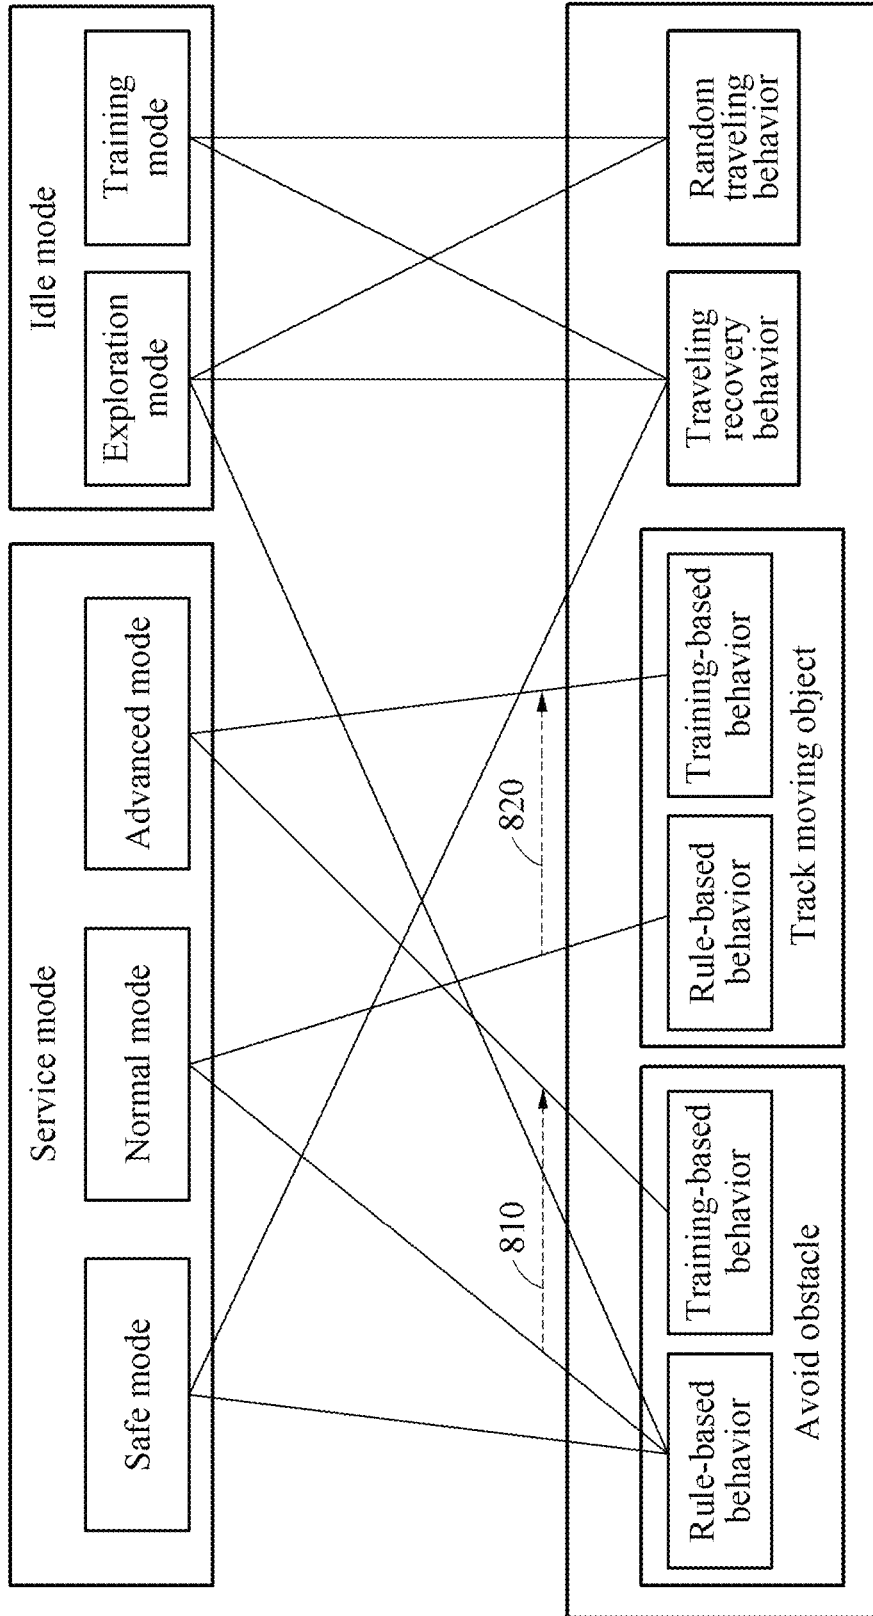 Service mode
Idle mode
Safe mode
Normal mode
Advanced mode
Exploration
mode
Training
mode
810
820
Rule-based
behavior
Training-based
behavior
Avoid obstacle
Rule-based
behavior
Training-based
behavior
Track moving object
Traveling
recovery
behavior
Random
traveling
behavior